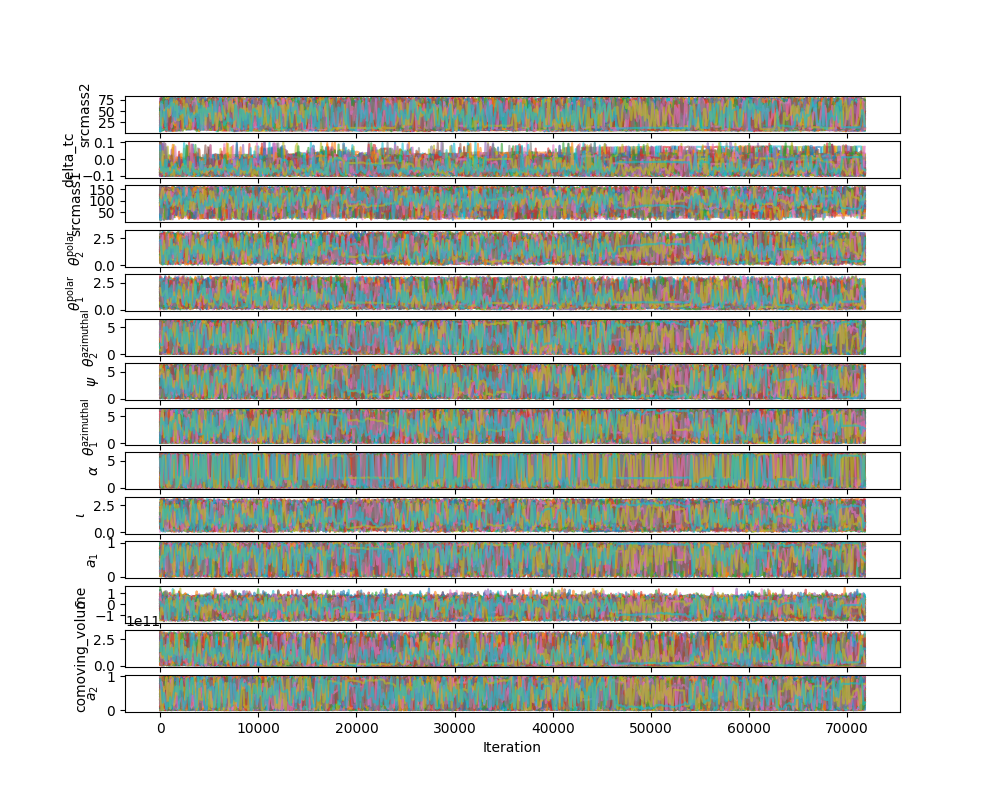 srcmass2
75
50
25
delta_tc
0.1
0.0
−0.1
srcmass1
150
100
50
θ₂^polar
2.5
0.0
θ₁^polar
2.5
0.0
θ₂^azimuthal
5
0
ψ
5
0
θ₁^azimuthal
5
0
α
5
0
ι
2.5
0.0
a₁
1
0
1
0
−1
comoving_volume
1e11
2.5
0.0
a₂
1
0
0 10000 20000 30000 40000 50000 60000 70000
Iteration